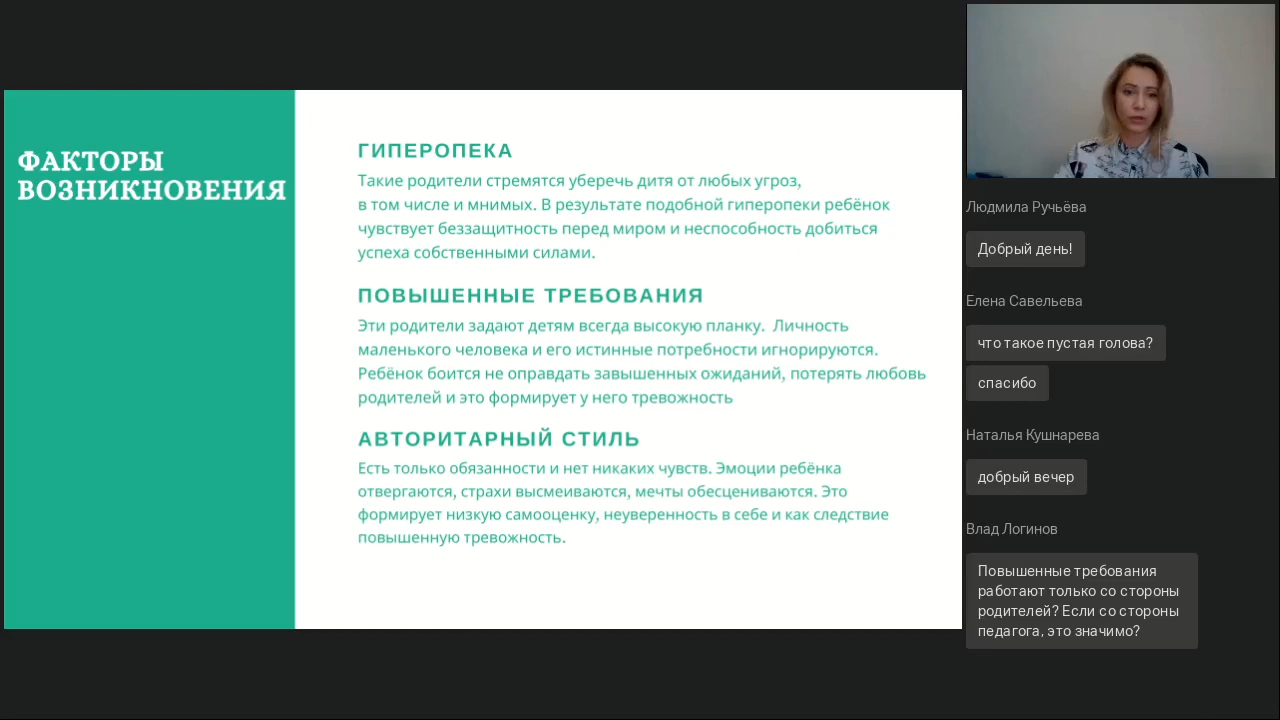 ФАКТОРЫ
ВОЗНИКНОВЕНИЯ
ГИПЕРОПЕКА
Такие родители стремятся уберечь дитя от любых угроз,
в том числе и мнимых. В результате подобной гиперопеки ребёнок
чувствует беззащитность перед миром и неспособность добиться
успеха собственными силами.
ПОВЫШЕННЫЕ ТРЕБОВАНИЯ
Эти родители задают детям всегда высокую планку.  Личность
маленького человека и его истинные потребности игнорируются.
Ребёнок боится не оправдать завышенных ожиданий, потерять любовь
родителей и это формирует у него тревожность
АВТОРИТАРНЫЙ СТИЛЬ
Есть только обязанности и нет никаких чувств. Эмоции ребёнка
отвергаются, страхи высмеиваются, мечты обесцениваются. Это
формирует низкую самооценку, неуверенность в себе и как следствие
повышенную тревожность.
Людмила Ручьёва
Добрый день!
Елена Савельева
что такое пустая голова?
спасибо
Наталья Кушнарева
добрый вечер
Влад Логинов
Повышенные требования
работают только со стороны
родителей? Если со стороны
педагога, это значимо?